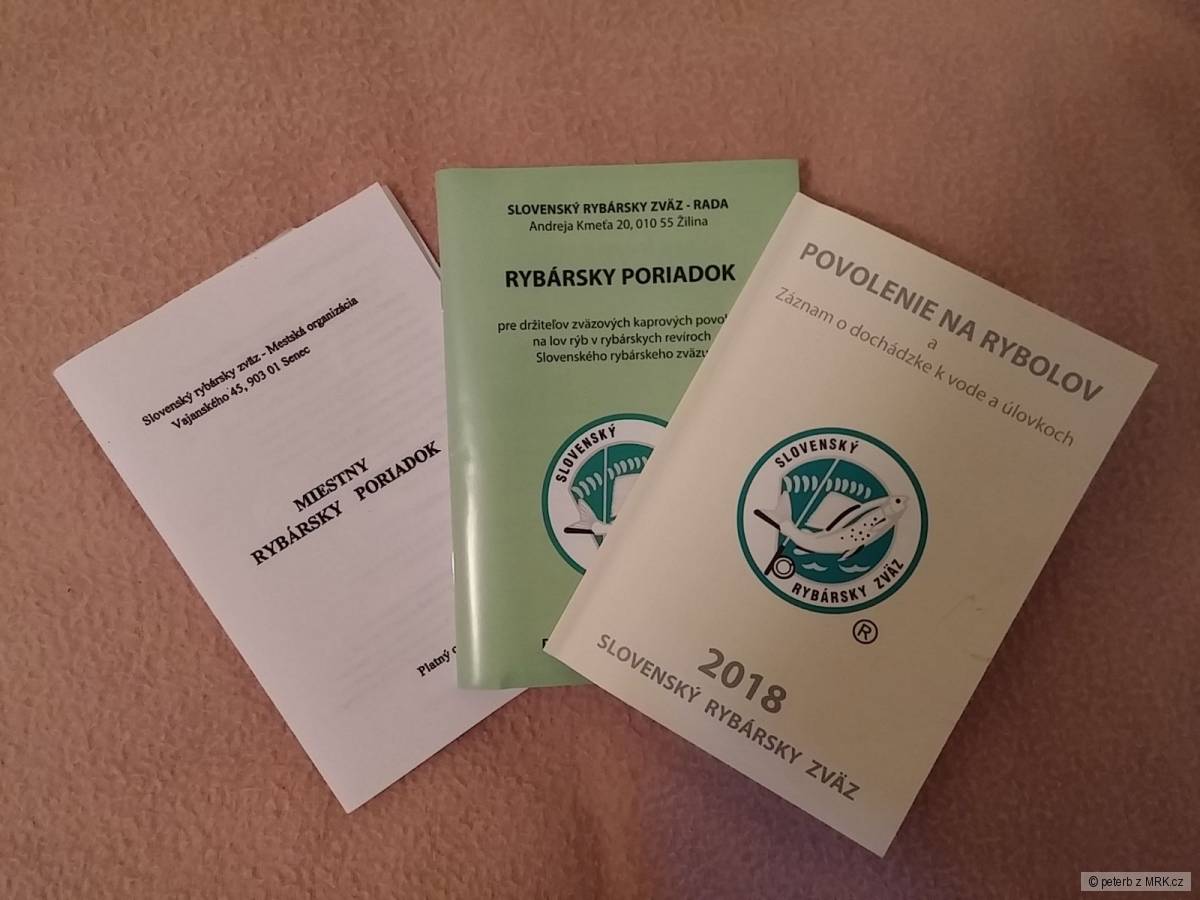 Slovenský rybársky zväz - Mestská organizácia
Vajanského 45, 903 01 Senec
MIESTNY
RYBÁRSKY PORIADOK
Platný
SLOVENSKÝ RYBÁRSKY ZVÄZ - RADA
Andreja Kmeťa 20, 010 55 Žilina
RYBÁRSKY PORIADOK
pre držiteľov zväzových kaprových
na lov rýb v rybárskych revíroch
Slovenského rybárskeho zväzu
SLOVENSKÝ
POVOLENIE NA RYBOLOV
a
Záznam o dochádzke k vode a úlovkoch
SLOVENSKÝ
RYBÁRSKY ZVÄZ
®
2018
SLOVENSKÝ RYBÁRSKY ZVÄZ
© peterb z MRK.cz